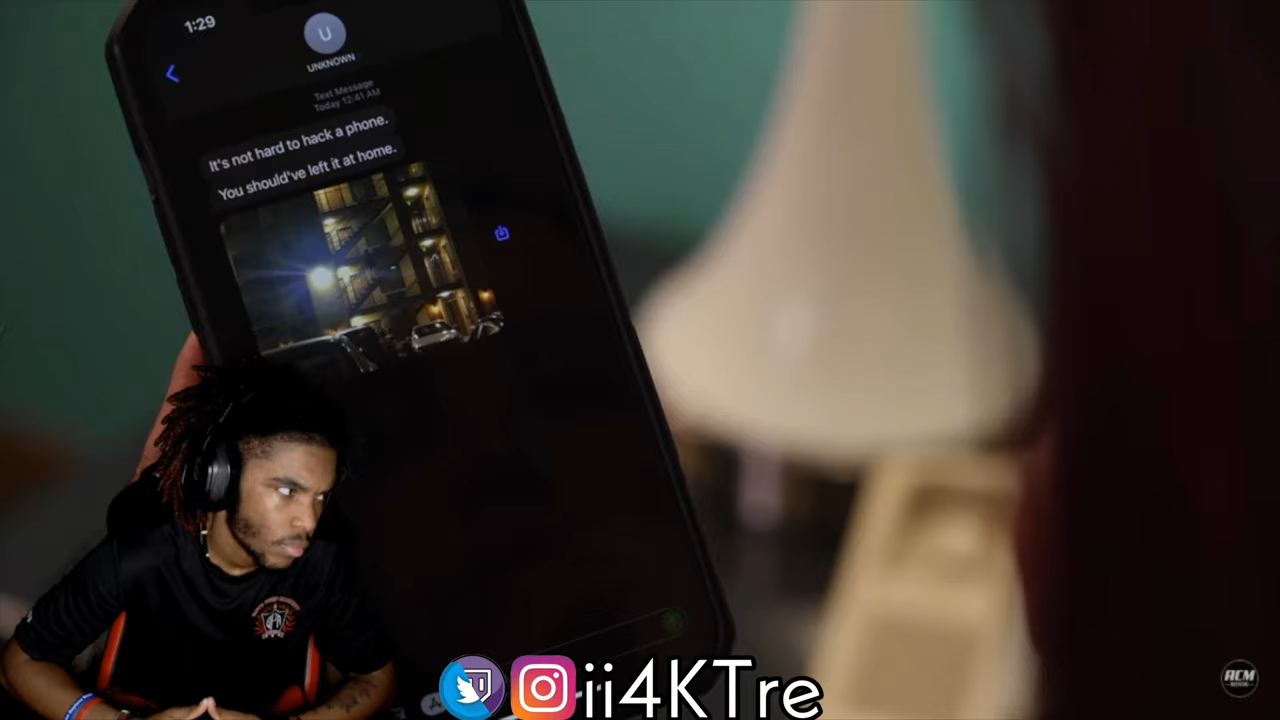 1:29
U
UNKNOWN
Text Message
Today 12:41 AM
It's not hard to hack a phone.
You should've left it at home.
ii4KTre
ACM